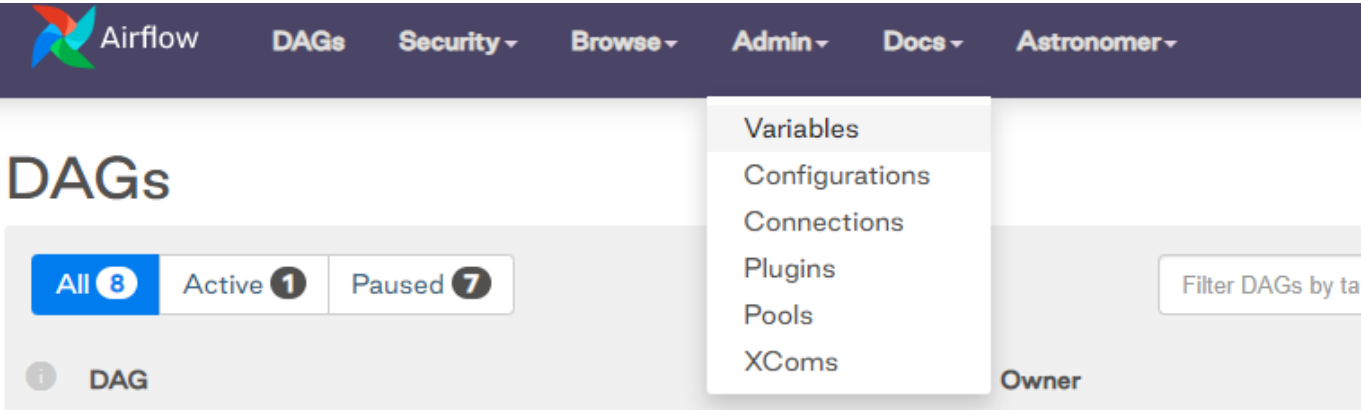 Airflow DAGs Security Browse Admin Docs Astronomer
Variables
DAGs
Configurations
Connections
Plugins
Pools
XComs
All 8 Active 1 Paused 7
Filter DAGs by ta
i DAG Owner